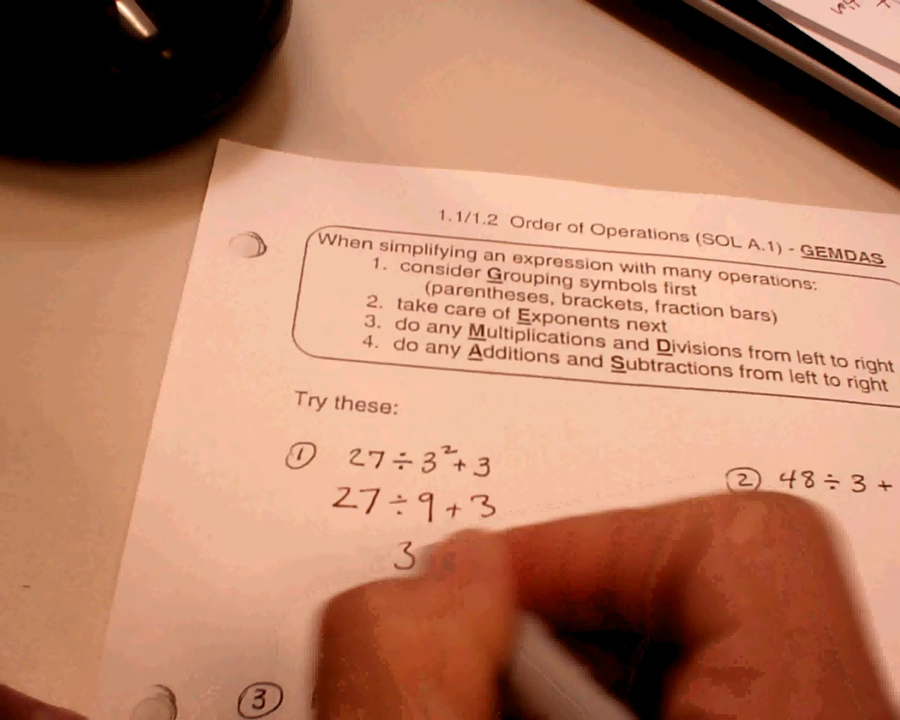 1.1/1.2 Order of Operations (SOL A.1) - GEMDAS
When simplifying an expression with many operations:
1. consider Grouping symbols first
(parentheses, brackets, fraction bars)
2. take care of Exponents next
3. do any Multiplications and Divisions from left to right
4. do any Additions and Subtractions from left to right
Try these:
① 27 ÷ 3² + 3
② 48 ÷ 3 +
27 ÷ 9 + 3
3
③